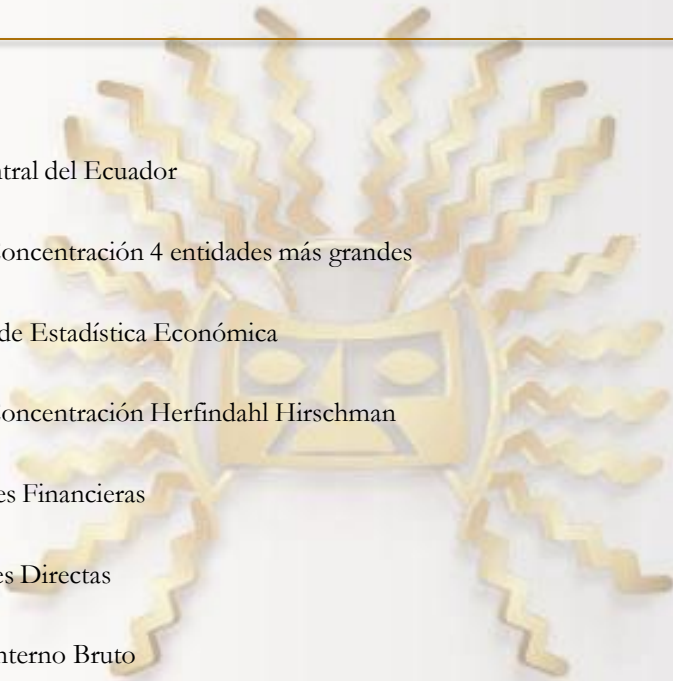 ntral del Ecuador
oncentración 4 entidades más grandes
de Estadística Económica
oncentración Herfindahl Hirschman
es Financieras
es Directas
nterno Bruto